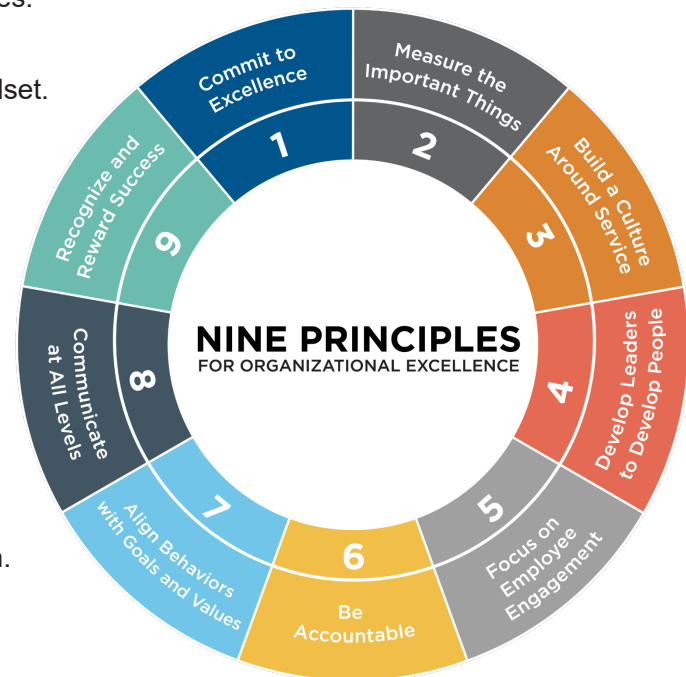 lset.
NINE PRINCIPLES
FOR ORGANIZATIONAL EXCELLENCE
1
Commit to
Excellence
2
Measure the
Important Things
3
Build a Culture
Around Service
4
Develop Leaders
to Develop People
5
Focus on
Employee
Engagement
6
Be
Accountable
7
Align Behaviors
with Goals and Values
8
Communicate
at All Levels
9
Recognize and
Reward Success